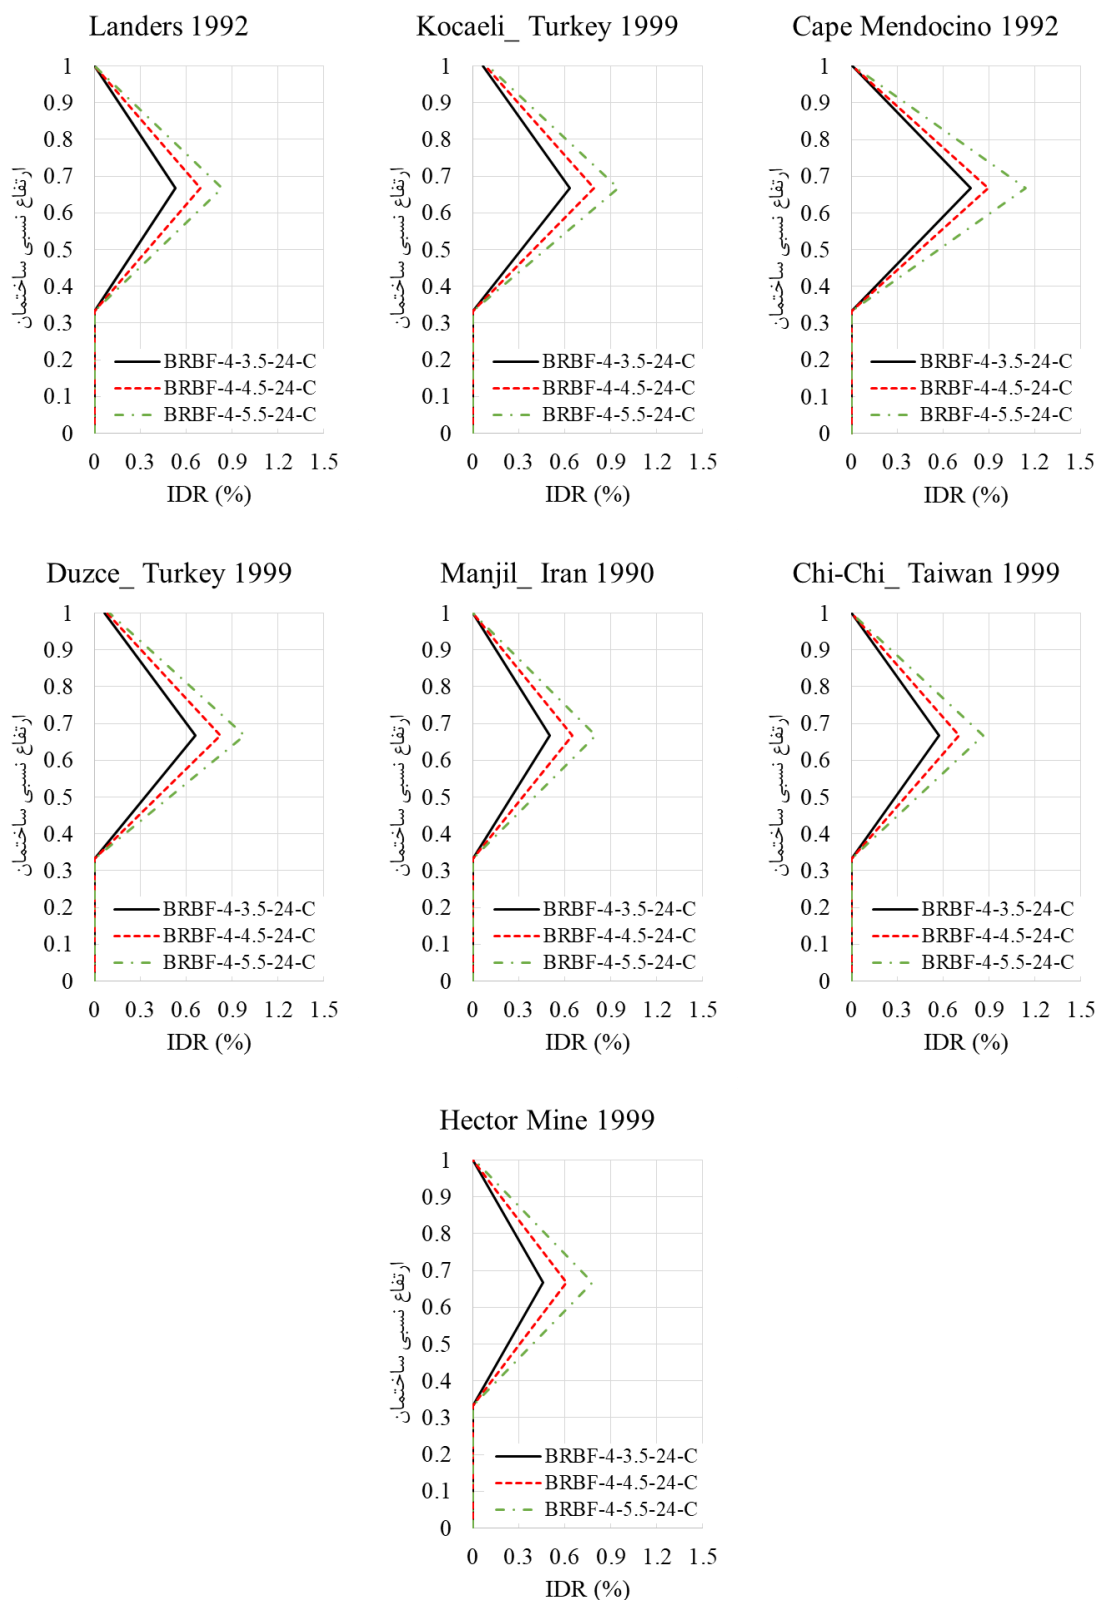 Landers 1992
1
0.9
0.8
0.7
0.6
0.5
0.4
0.3
0.2
0.1
0
ارتفاع نسبی ساختمان
BRBF-4-3.5-24-C
BRBF-4-4.5-24-C
BRBF-4-5.5-24-C
0 0.3 0.6 0.9 1.2 1.5
IDR (%)
Kocaeli_ Turkey 1999
1
0.9
0.8
0.7
0.6
0.5
0.4
0.3
0.2
0.1
0
ارتفاع نسبی ساختمان
BRBF-4-3.5-24-C
BRBF-4-4.5-24-C
BRBF-4-5.5-24-C
0 0.3 0.6 0.9 1.2 1.5
IDR (%)
Cape Mendocino 1992
1
0.9
0.8
0.7
0.6
0.5
0.4
0.3
0.2
0.1
0
ارتفاع نسبی ساختمان
BRBF-4-3.5-24-C
BRBF-4-4.5-24-C
BRBF-4-5.5-24-C
0 0.3 0.6 0.9 1.2 1.5
IDR (%)
Duzce_ Turkey 1999
1
0.9
0.8
0.7
0.6
0.5
0.4
0.3
0.2
0.1
0
ارتفاع نسبی ساختمان
BRBF-4-3.5-24-C
BRBF-4-4.5-24-C
BRBF-4-5.5-24-C
0 0.3 0.6 0.9 1.2 1.5
IDR (%)
Manjil_ Iran 1990
1
0.9
0.8
0.7
0.6
0.5
0.4
0.3
0.2
0.1
0
ارتفاع نسبی ساختمان
BRBF-4-3.5-24-C
BRBF-4-4.5-24-C
BRBF-4-5.5-24-C
0 0.3 0.6 0.9 1.2 1.5
IDR (%)
Chi-Chi_ Taiwan 1999
1
0.9
0.8
0.7
0.6
0.5
0.4
0.3
0.2
0.1
0
ارتفاع نسبی ساختمان
BRBF-4-3.5-24-C
BRBF-4-4.5-24-C
BRBF-4-5.5-24-C
0 0.3 0.6 0.9 1.2 1.5
IDR (%)
Hector Mine 1999
1
0.9
0.8
0.7
0.6
0.5
0.4
0.3
0.2
0.1
0
ارتفاع نسبی ساختمان
BRBF-4-3.5-24-C
BRBF-4-4.5-24-C
BRBF-4-5.5-24-C
0 0.3 0.6 0.9 1.2 1.5
IDR (%)